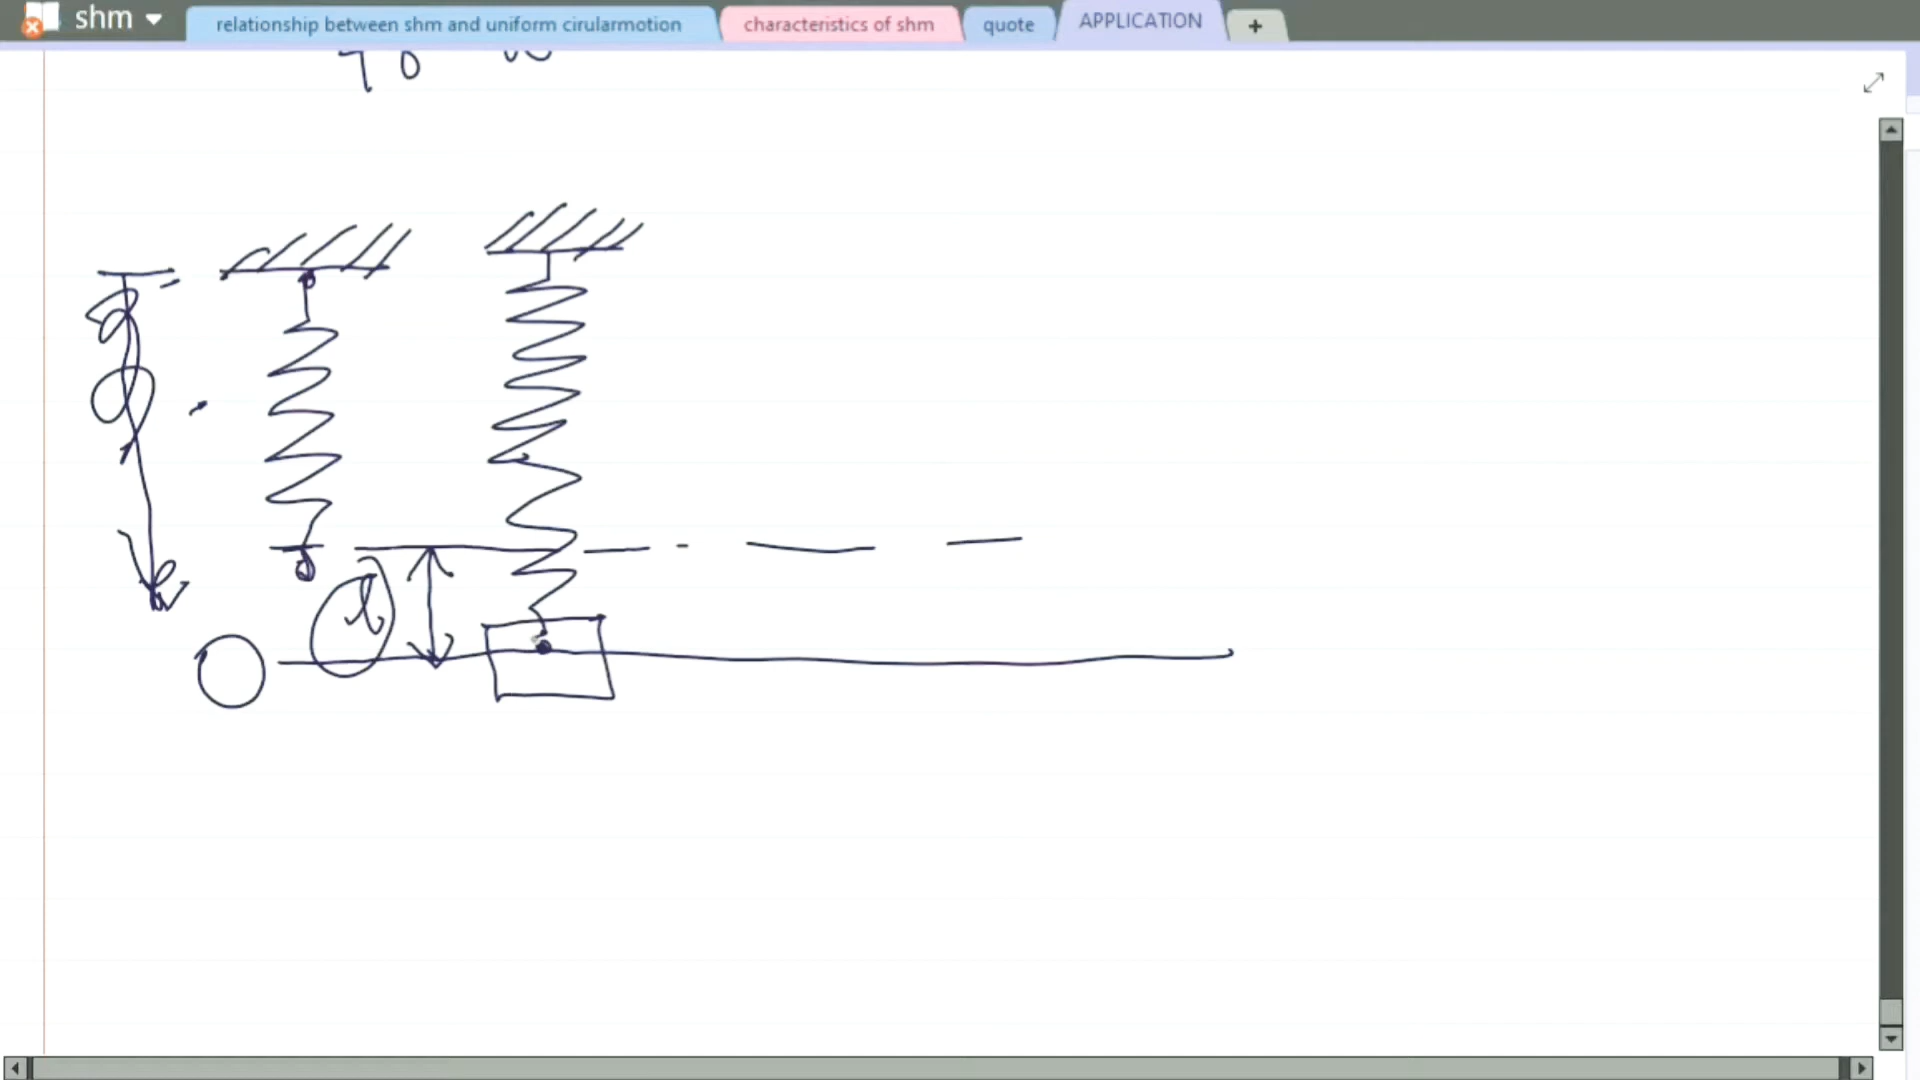 shm
relationship between shm and uniform cirularmotion
characteristics of shm
quote
APPLICATION
+
l